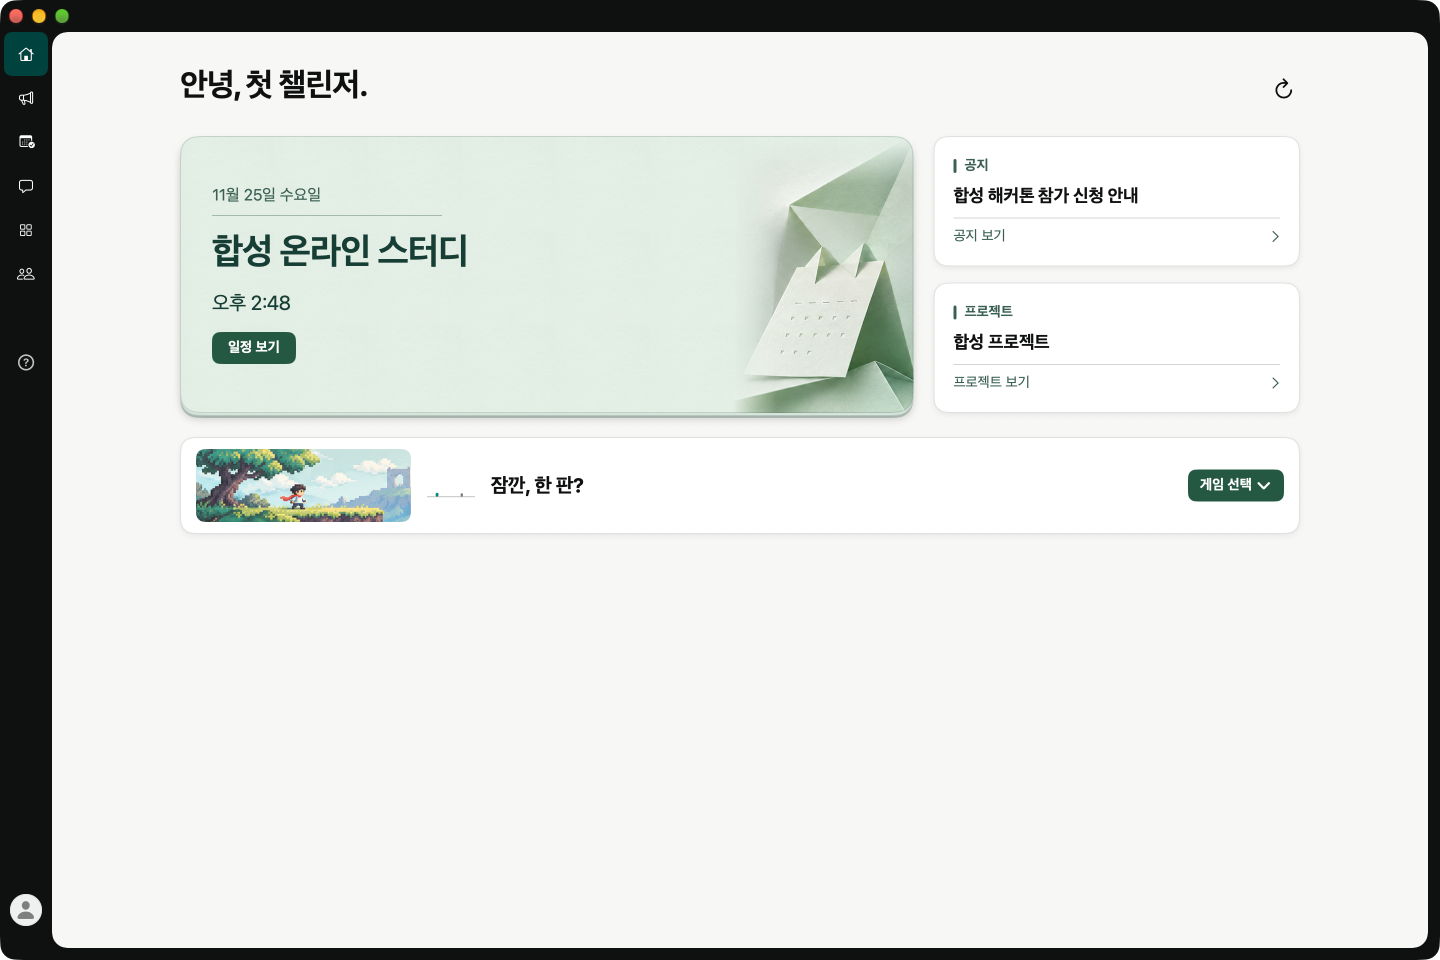 안녕, 첫 챌린저.
11월 25일 수요일
합성 온라인 스터디
오후 2:48
일정 보기
공지
합성 해커톤 참가 신청 안내
공지 보기
프로젝트
합성 프로젝트
프로젝트 보기
잠깐, 한 판?
게임 선택